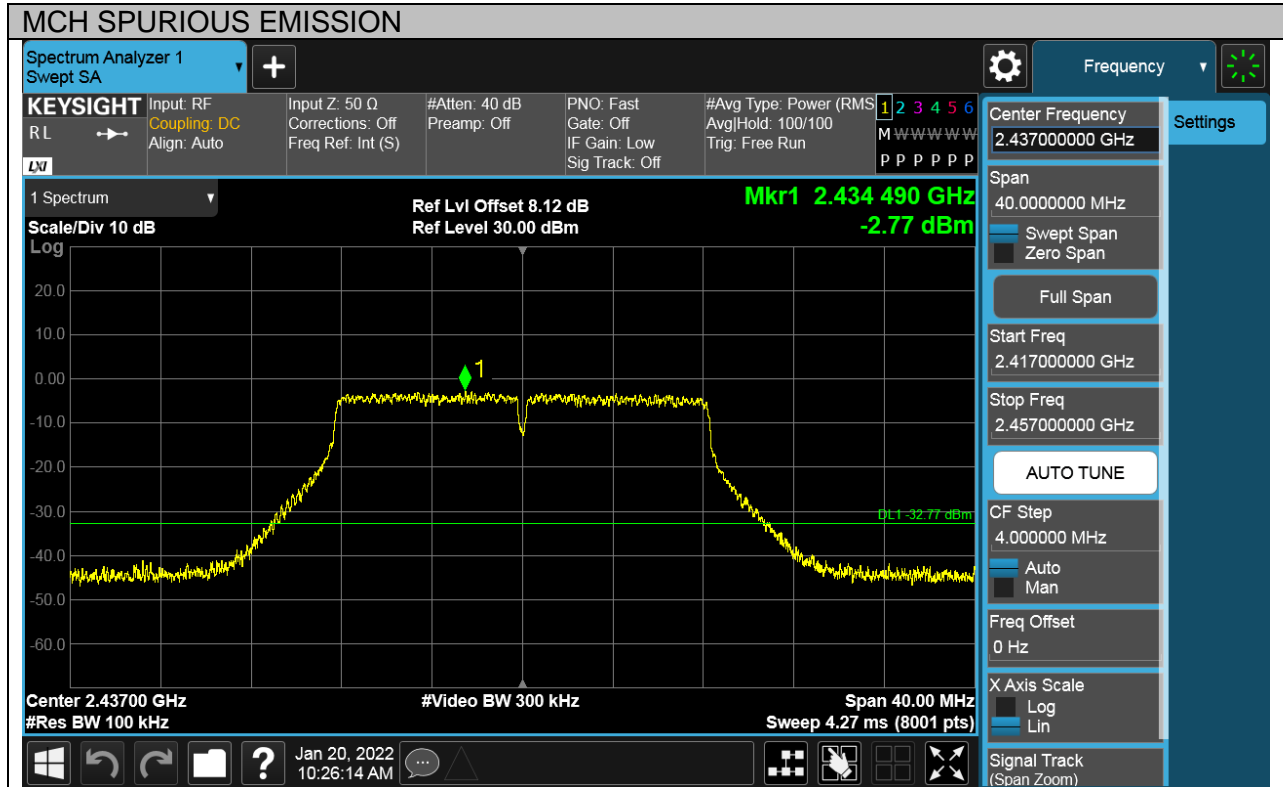 MCH SPURIOUS EMISSION
Spectrum Analyzer 1
Swept SA
Frequency
KEYSIGHT
R L
LXI
Input: RF
Coupling: DC
Align: Auto
Input Z: 50 Ω
Corrections: Off
Freq Ref: Int (S)
#Atten: 40 dB
Preamp: Off
PNO: Fast
Gate: Off
IF Gain: Low
Sig Track: Off
#Avg Type: Power (RMS
Avg|Hold: 100/100
Trig: Free Run
1 2 3 4 5 6
M W W W W W
P P P P P P
1 Spectrum
Scale/Div 10 dB
Ref Lvl Offset 8.12 dB
Ref Level 30.00 dBm
Mkr1 2.434 490 GHz
-2.77 dBm
Log
20.0
10.0
0.00
-10.0
-20.0
-30.0
-40.0
-50.0
-60.0
1
DL1 -32.77 dBm
Center 2.43700 GHz
#Res BW 100 kHz
#Video BW 300 kHz
Span 40.00 MHz
Sweep 4.27 ms (8001 pts)
Jan 20, 2022
10:26:14 AM
Center Frequency
2.437000000 GHz
Settings
Span
40.0000000 MHz
Swept Span
Zero Span
Full Span
Start Freq
2.417000000 GHz
Stop Freq
2.457000000 GHz
AUTO TUNE
CF Step
4.000000 MHz
Auto
Man
Freq Offset
0 Hz
X Axis Scale
Log
Lin
Signal Track
(Span Zoom)